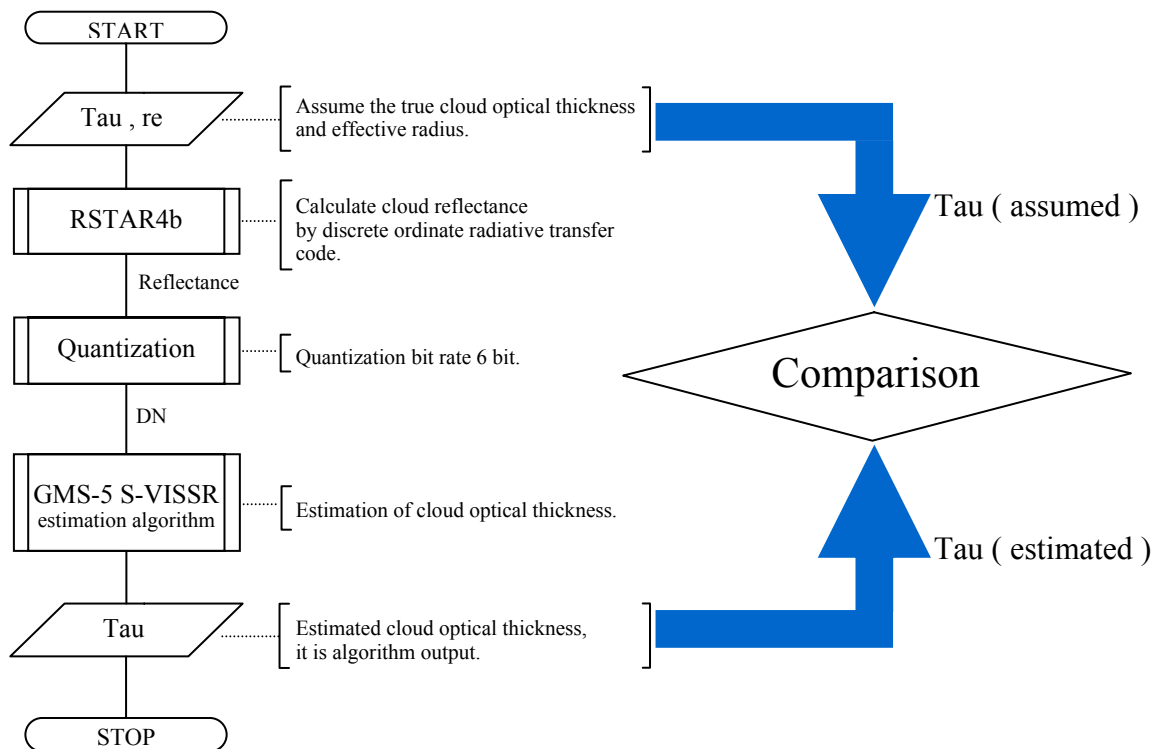 START
Tau , re
Assume the true cloud optical thickness
and effective radius.
RSTAR4b
Calculate cloud reflectance
by discrete ordinate radiative transfer
code.
Reflectance
Quantization
Quantization bit rate 6 bit.
DN
GMS-5 S-VISSR
estimation algorithm
Estimation of cloud optical thickness.
Tau
Estimated cloud optical thickness,
it is algorithm output.
STOP
Tau ( assumed )
Comparison
Tau ( estimated )